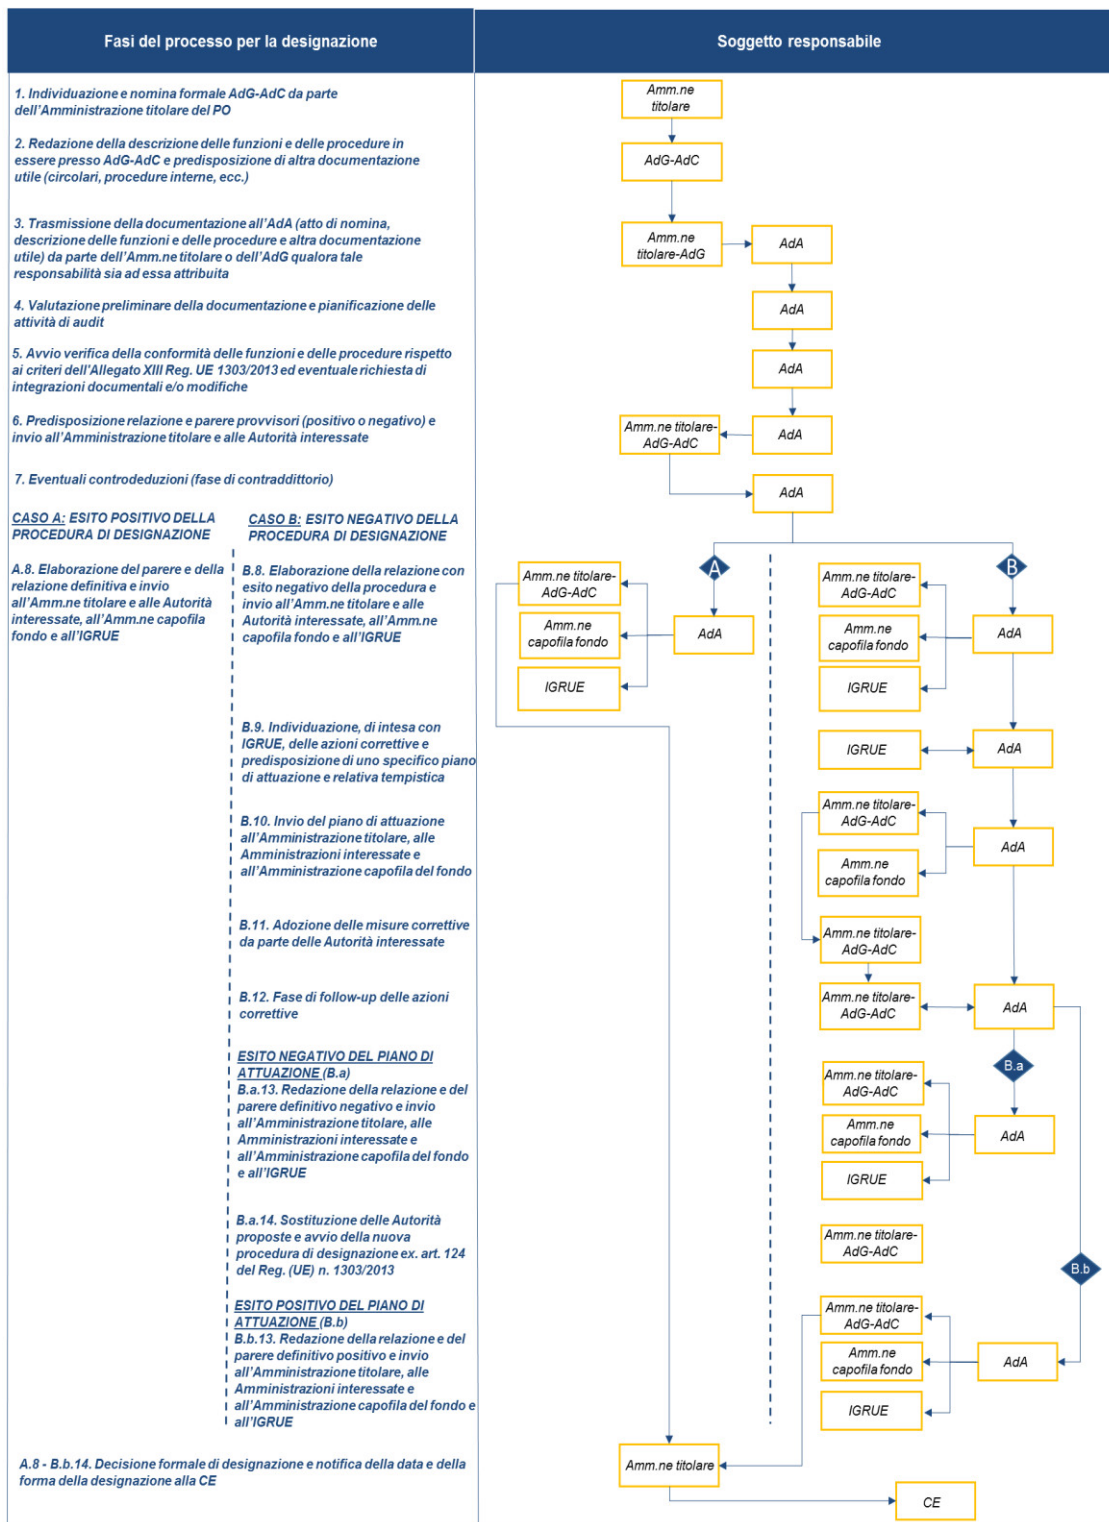 Fasi del processo per la designazione
Soggetto responsabile
1. Individuazione e nomina formale AdG-AdC da parte
dell'Amministrazione titolare del PO
Amm.ne
titolare
2. Redazione della descrizione delle funzioni e delle procedure in
essere presso AdG-AdC e predisposizione di altra documentazione
utile (circolari, procedure interne, ecc.)
AdG-AdC
3. Trasmissione della documentazione all'AdA (atto di nomina,
descrizione delle funzioni e delle procedure e altra documentazione
utile) da parte dell'Amm.ne titolare o dell'AdG qualora tale
responsabilità sia ad essa attribuita
Amm.ne
titolare-AdG
AdA
4. Valutazione preliminare della documentazione e pianificazione delle
attività di audit
AdA
5. Avvio verifica della conformità delle funzioni e delle procedure rispetto
ai criteri dell'Allegato XIII Reg. UE 1303/2013 ed eventuale richiesta di
integrazioni documentali e/o modifiche
AdA
6. Predisposizione relazione e parere provvisori (positivo o negativo) e
invio all'Amministrazione titolare e alle Autorità interessate
Amm.ne titolare-
AdG-AdC
AdA
7. Eventuali controdeduzioni (fase di contraddittorio)
AdA
CASO A: ESITO POSITIVO DELLA
PROCEDURA DI DESIGNAZIONE
CASO B: ESITO NEGATIVO DELLA
PROCEDURA DI DESIGNAZIONE
A.8. Elaborazione del parere e della
relazione definitiva e invio
all'Amm.ne titolare e alle Autorità
interessate, all'Amm.ne capofila
fondo e all'IGRUE
B.8. Elaborazione della relazione con
esito negativo della procedura e
invio all'Amm.ne titolare e alle
Autorità interessate, all'Amm.ne
capofila fondo e all'IGRUE
A
Amm.ne titolare-
AdG-AdC
Amm.ne
capofila fondo
IGRUE
AdA
B
Amm.ne titolare-
AdG-AdC
Amm.ne
capofila fondo
IGRUE
AdA
B.9. Individuazione, di intesa con
IGRUE, delle azioni correttive e
predisposizione di uno specifico piano
di attuazione e relativa tempistica
IGRUE
AdA
B.10. Invio del piano di attuazione
all'Amministrazione titolare, alle
Amministrazioni interessate e
all'Amministrazione capofila del fondo
Amm.ne titolare-
AdG-AdC
Amm.ne
capofila fondo
AdA
B.11. Adozione delle misure correttive
da parte delle Autorità interessate
Amm.ne titolare-
AdG-AdC
B.12. Fase di follow-up delle azioni
correttive
Amm.ne titolare-
AdG-AdC
AdA
ESITO NEGATIVO DEL PIANO DI
ATTUAZIONE (B.a)
B.a.13. Redazione della relazione e del
parere definitivo negativo e invio
all'Amministrazione titolare, alle
Amministrazioni interessate e
all'Amministrazione capofila del fondo
e all'IGRUE
B.a
Amm.ne titolare-
AdG-AdC
Amm.ne
capofila fondo
IGRUE
AdA
B.a.14. Sostituzione delle Autorità
proposte e avvio della nuova
procedura di designazione ex. art. 124
del Reg. (UE) n. 1303/2013
Amm.ne titolare-
AdG-AdC
B.b
ESITO POSITIVO DEL PIANO DI
ATTUAZIONE (B.b)
B.b.13. Redazione della relazione e del
parere definitivo positivo e invio
all'Amministrazione titolare, alle
Amministrazioni interessate e
all'Amministrazione capofila del fondo e
all'IGRUE
Amm.ne titolare-
AdG-AdC
Amm.ne
capofila fondo
IGRUE
AdA
A.8 - B.b.14. Decisione formale di designazione e notifica della data e della
forma della designazione alla CE
Amm.ne titolare
CE